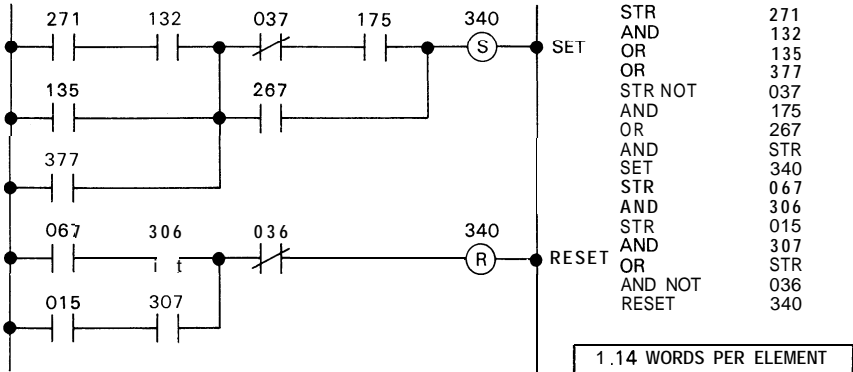 271 132 037 175 340
S SET
135 267
377
067 306 036 340
R RESET
015 307
STR 271
AND 132
OR 135
OR 377
STR NOT 037
AND 175
OR 267
AND STR
SET 340
STR 067
AND 306
STR 015
AND 307
OR STR
AND NOT 036
RESET 340
1.14 WORDS PER ELEMENT